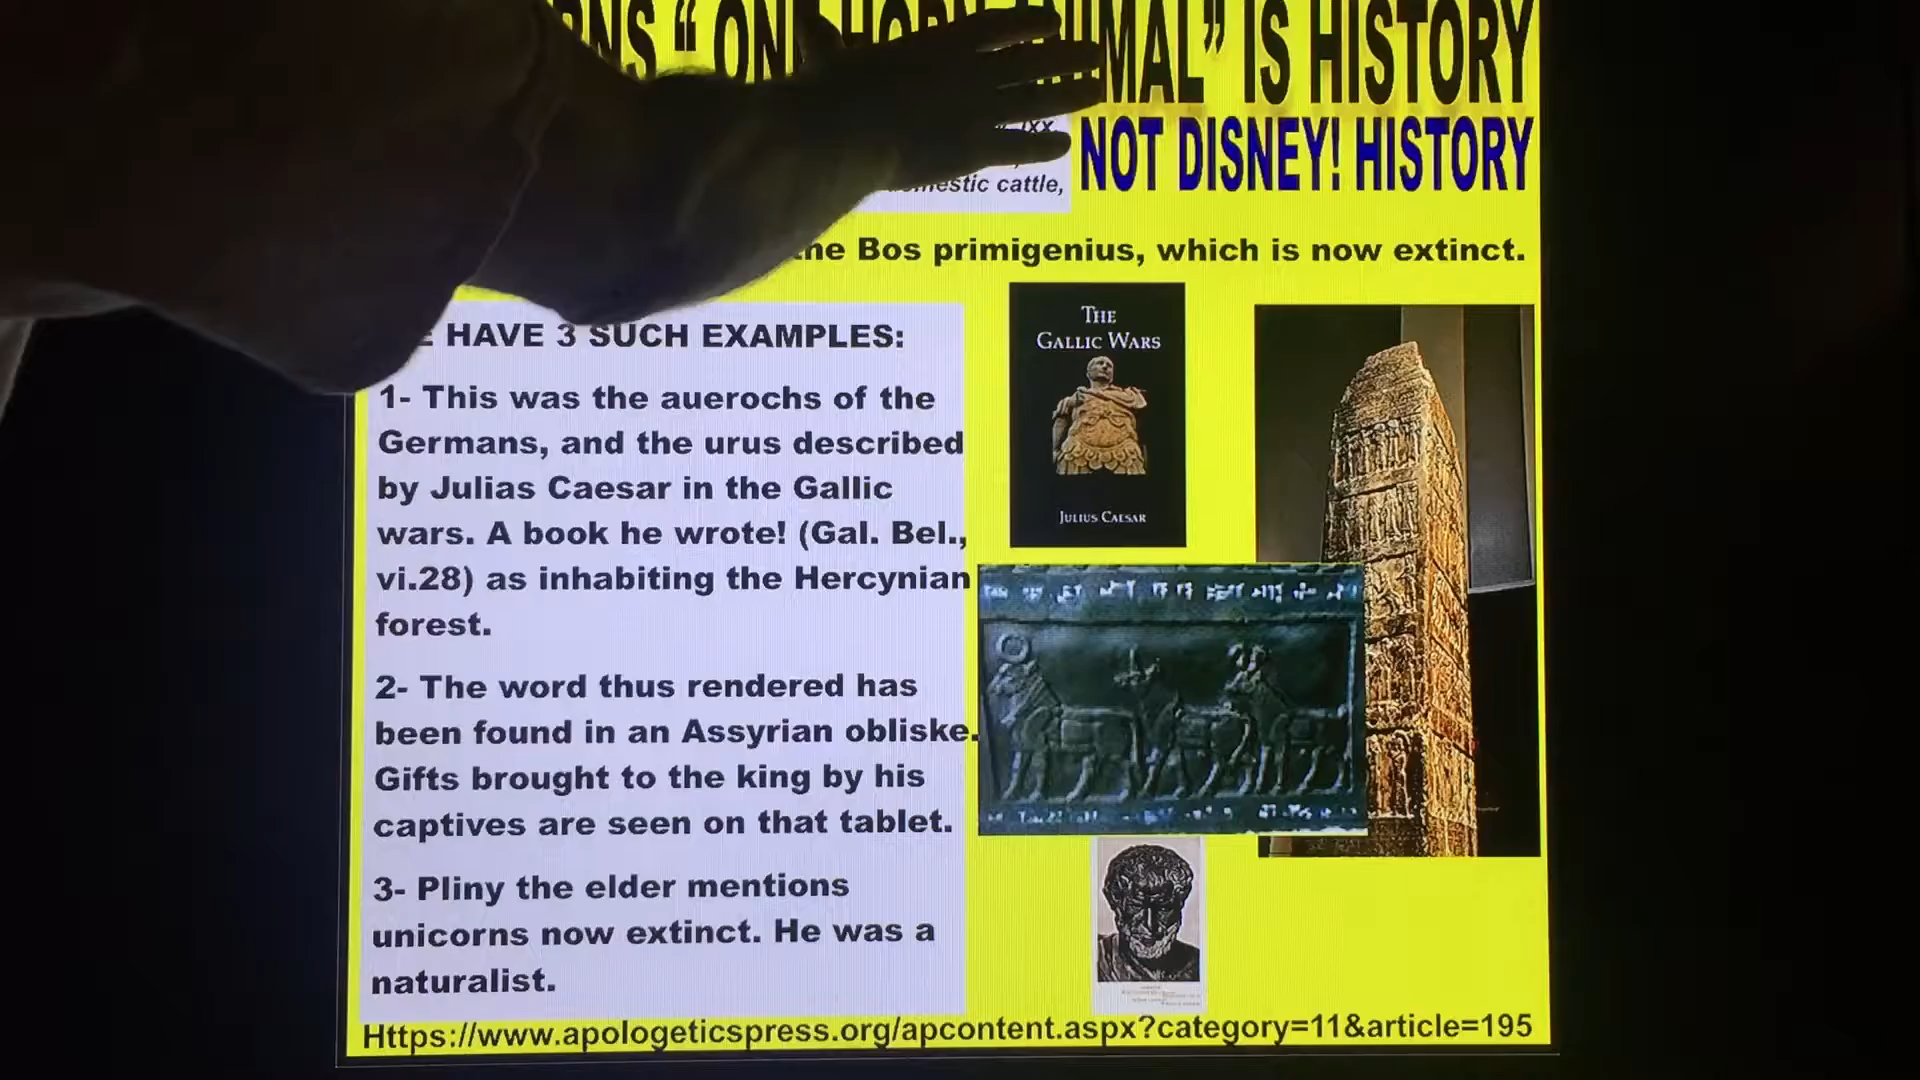 IS HISTORY
NOT DISNEY! HISTORY
cattle,
the Bos primigenius, which is now extinct.
HAVE 3 SUCH EXAMPLES:
1- This was the auerochs of the
Germans, and the urus described
by Julias Caesar in the Gallic
wars. A book he wrote! (Gal. Bel.,
vi.28) as inhabiting the Hercynian
forest.
2- The word thus rendered has
been found in an Assyrian obliske.
Gifts brought to the king by his
captives are seen on that tablet.
3- Pliny the elder mentions
unicorns now extinct. He was a
naturalist.
THE
GALLIC WARS
JULIUS CAESAR
Https://www.apologeticspress.org/apcontent.aspx?category=11&article=195